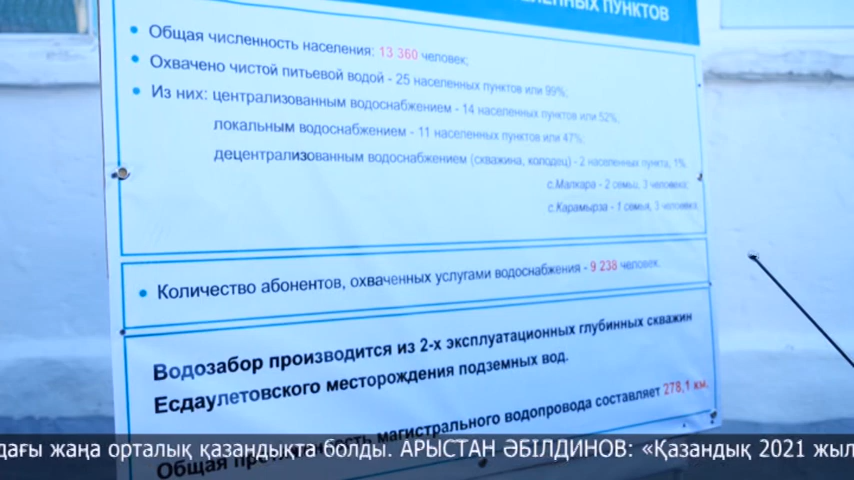 ПУНКТОВ
Общая численность населения: 13 360 человек;
Охвачено чистой питьевой водой - 25 населенных пунктов или 99%;
Из них: централизованным водоснабжением - 14 населенных пунктов или 52%;
локальным водоснабжением - 11 населенных пунктов или 47%;
децентрализованным водоснабжением (скважина, колодец) - 2 населенных пункта, 1%
с.Малкара - 2 семьи, 3 человека;
с.Карамырза - 1 семья, 3 человека;
Количество абонентов, охваченных услугами водоснабжения - 9 238 человек.
Водозабор производится из 2-х эксплуатационных глубинных скважин
Есдаулетовского месторождения подземных вод.
Общая магистрального водопровода составляет 278,1 км.
дағы жаңа орталық қазандықта болды. АРЫСТАН ӘБІЛДИНОВ: «Қазандық 2021 жыл